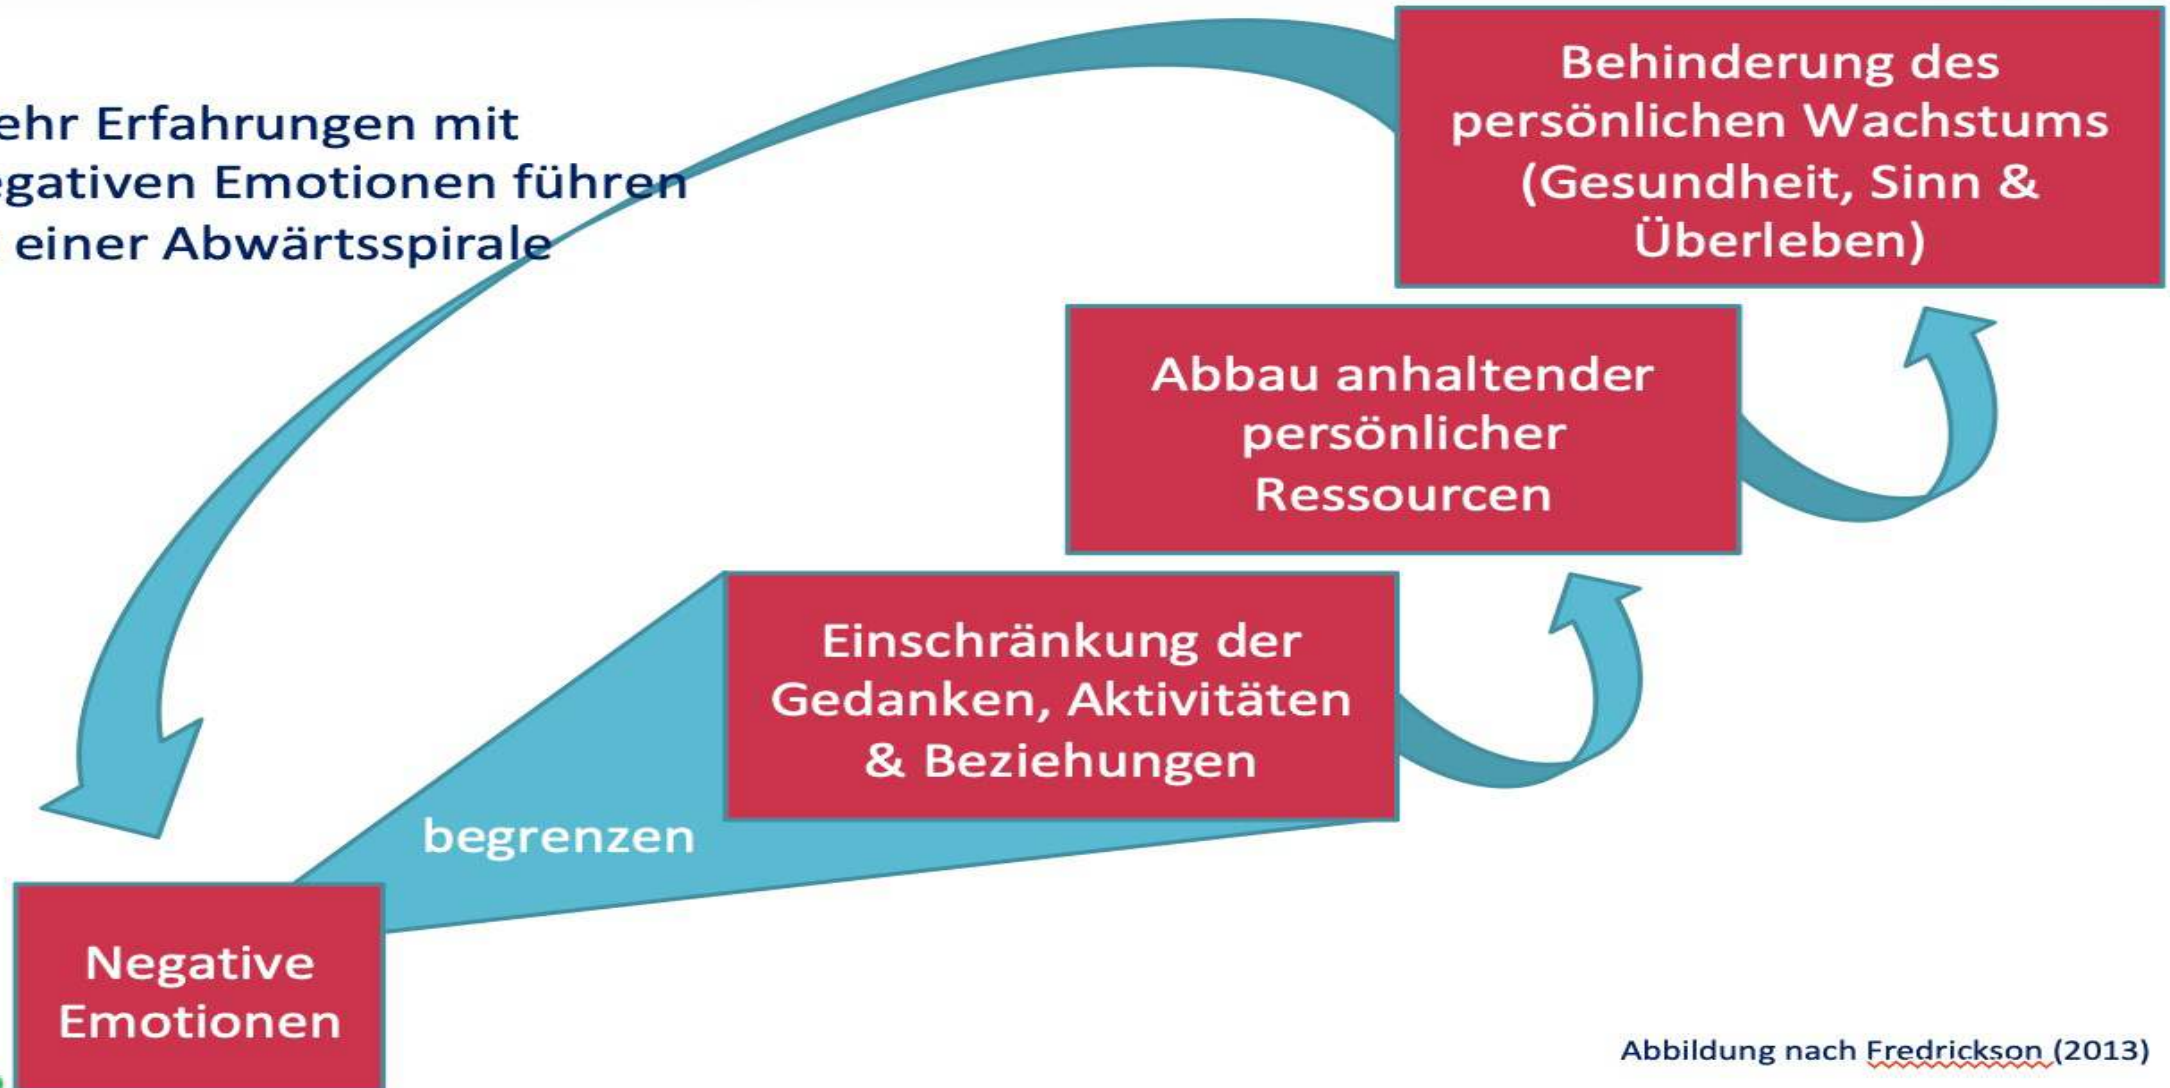 ehr Erfahrungen mit
egativen Emotionen führen
einer Abwärtsspirale
Behinderung des
persönlichen Wachstums
(Gesundheit, Sinn &
Überleben)
Abbau anhaltender
persönlicher
Ressourcen
Einschränkung der
Gedanken, Aktivitäten
& Beziehungen
begrenzen
Negative
Emotionen
Abbildung nach Fredrickson (2013)